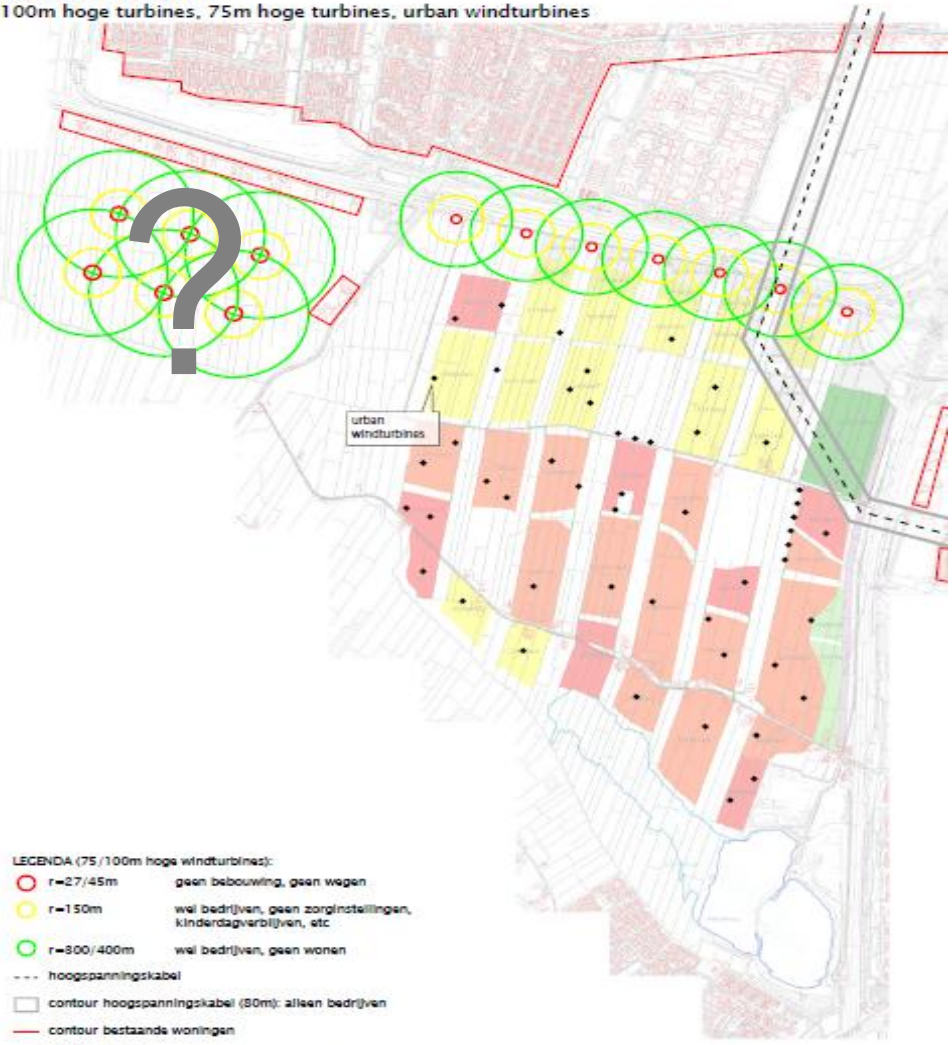 100m hoge turbines, 75m hoge turbines, urban windturbines
?
urban
windturbines
LEGENDA (75/100m hoge windturbines):
r=27/45m geen bebouwing, geen wegen
r=150m wel bedrijven, geen zorginstellingen,
kinderdagverblijven, etc
r=300/400m wel bedrijven, geen wonen
hoogspanningskabel
contour hoogspanningskabel (80m): alleen bedrijven
contour bestaande woningen